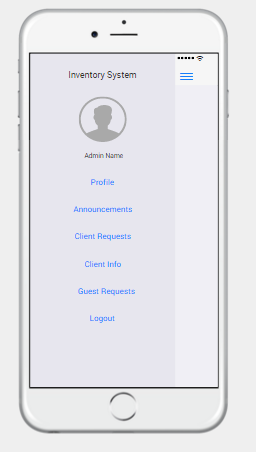 Inventory System
Admin Name
Profile
Announcements
Client Requests
Client Info
Guest Requests
Logout